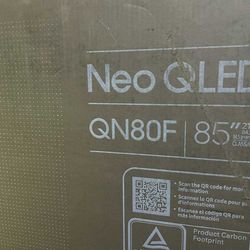 Neo QLED
QN80F
85"
CLASS
Scan the QR code for more
information
Scannez le code QR pour p
d'informations
Escanee el código QR para
más información
Product Carbon
Footprint